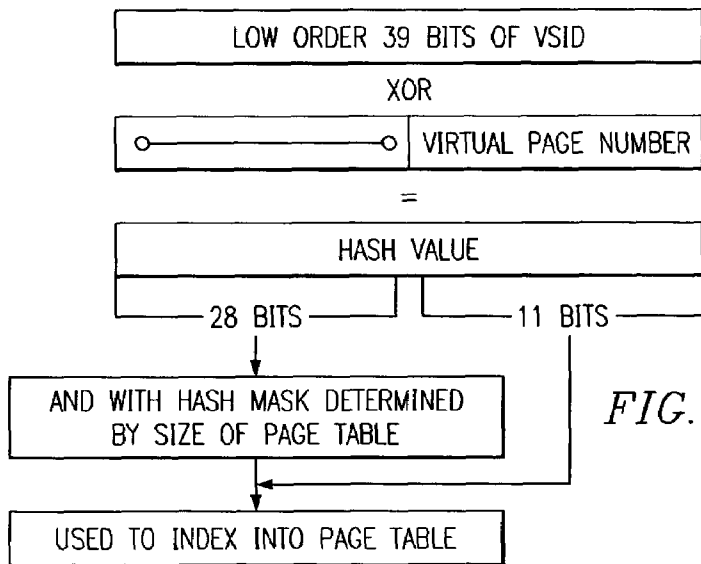 LOW ORDER 39 BITS OF VSID
XOR
VIRTUAL PAGE NUMBER
=
HASH VALUE
28 BITS
11 BITS
AND WITH HASH MASK DETERMINED
BY SIZE OF PAGE TABLE
FIG.
USED TO INDEX INTO PAGE TABLE